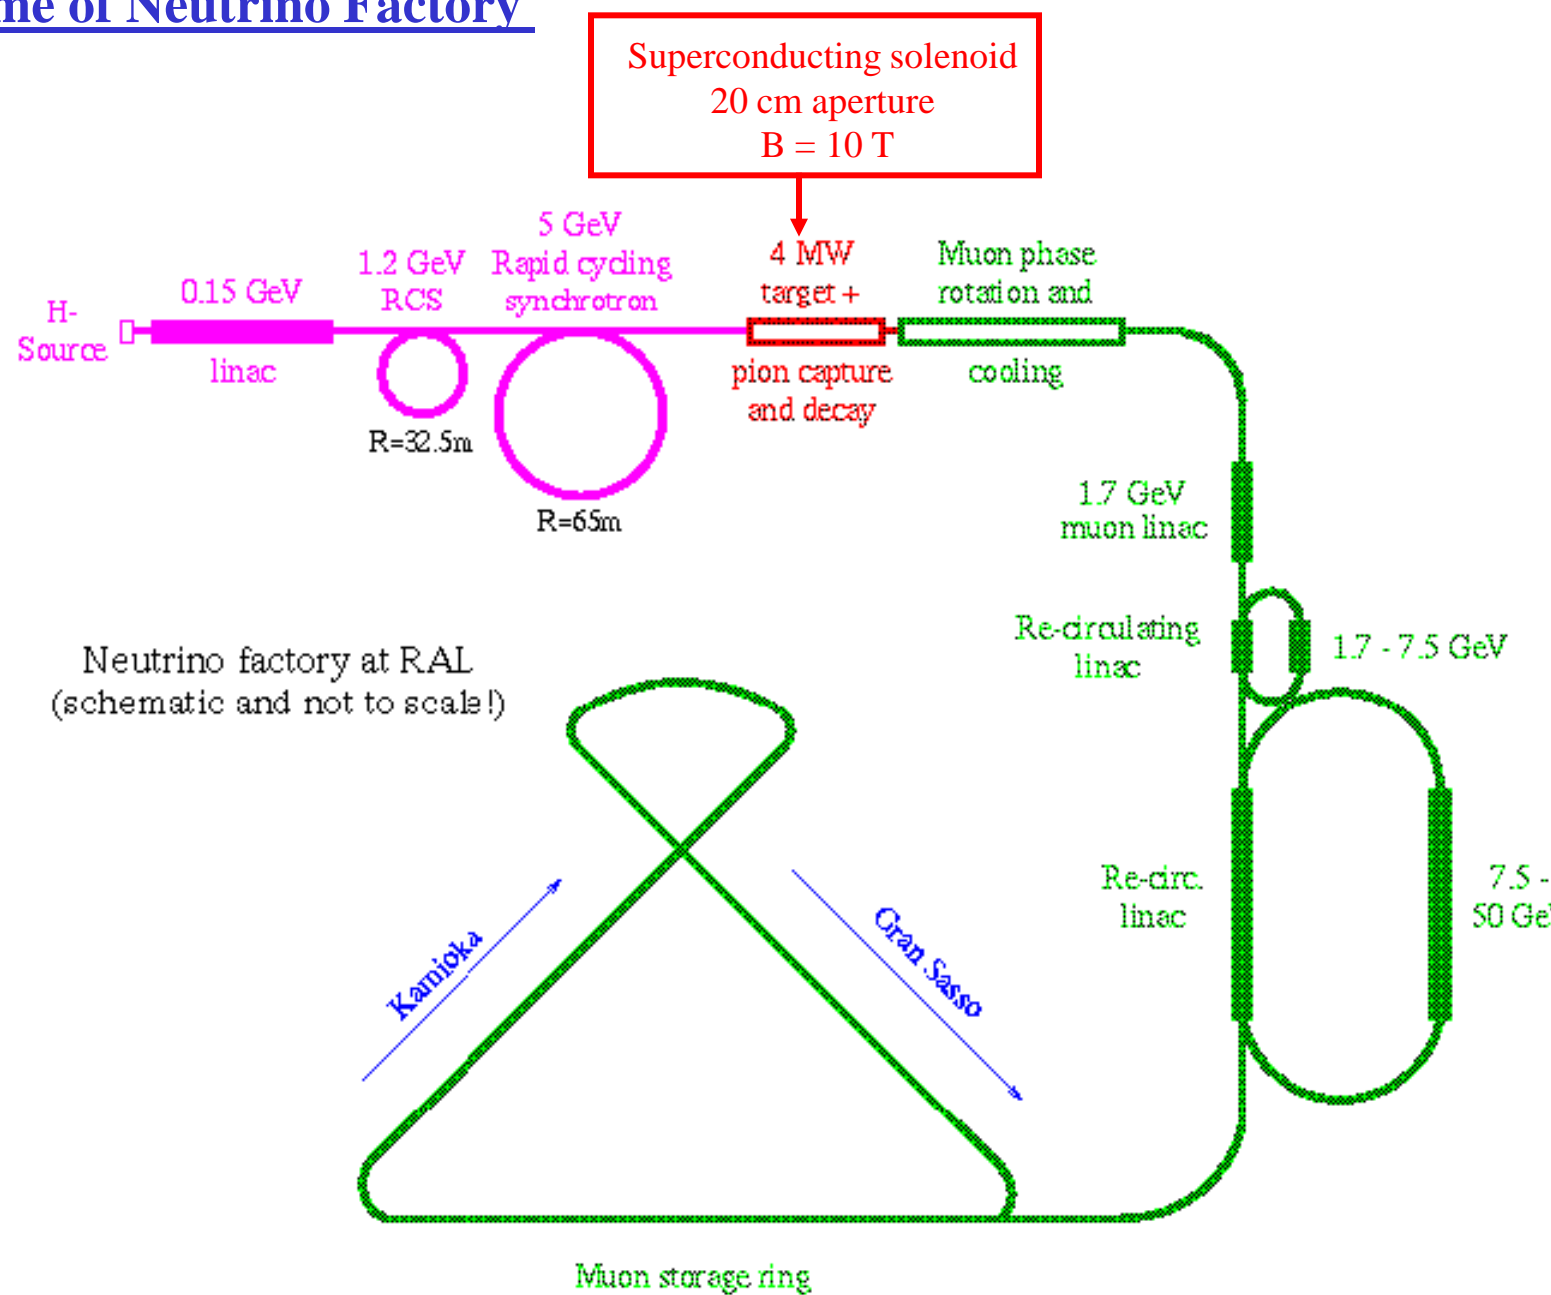 of Neutrino Factory
Superconducting solenoid
20 cm aperture
B = 10 T
5 GeV
Rapid cycling
synchrotron
1.2 GeV
RCS
0.15 GeV
linac
H-
Source
4 MW
target +
pion capture
and decay
Muon phase
rotation and
cooling
R=32.5m
R=65m
1.7 GeV
muon linac
Re-circulating
linac
1.7 - 7.5 GeV
Neutrino factory at RAL
(schematic and not to scale!)
Kamioka
Gran Sasso
Re-circ.
linac
7.5 -
50
Muon storage ring